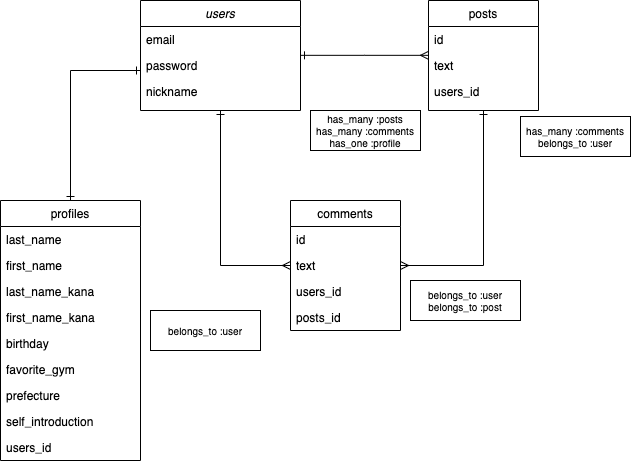 users
email
password
nickname
posts
id
text
users_id
has_many :posts
has_many :comments
has_one :profile
has_many :comments
belongs_to :user
profiles
last_name
first_name
last_name_kana
first_name_kana
birthday
favorite_gym
prefecture
self_introduction
users_id
belongs_to :user
comments
id
text
users_id
posts_id
belongs_to :user
belongs_to :post